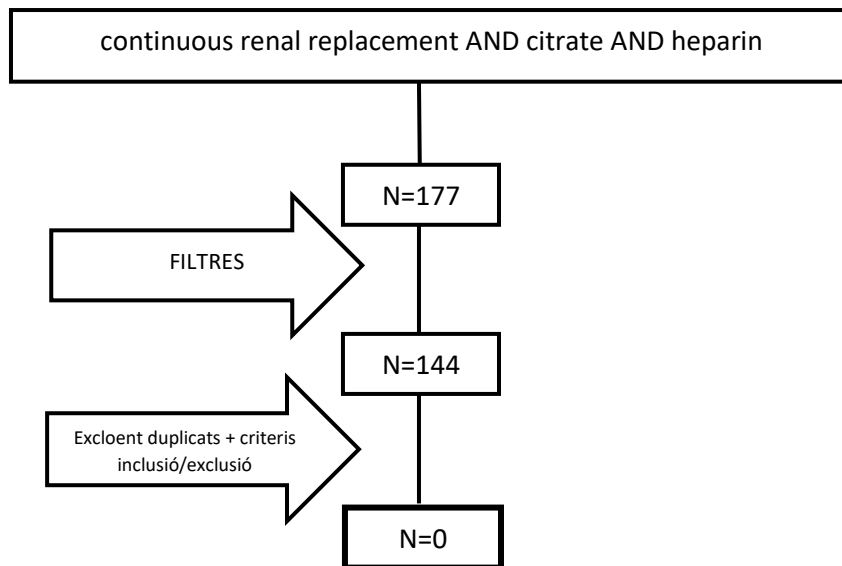 continuous renal replacement AND citrate AND heparin
N=177
FILTRES
N=144
Excloent duplicats + criteris
inclusió/exclusió
N=0